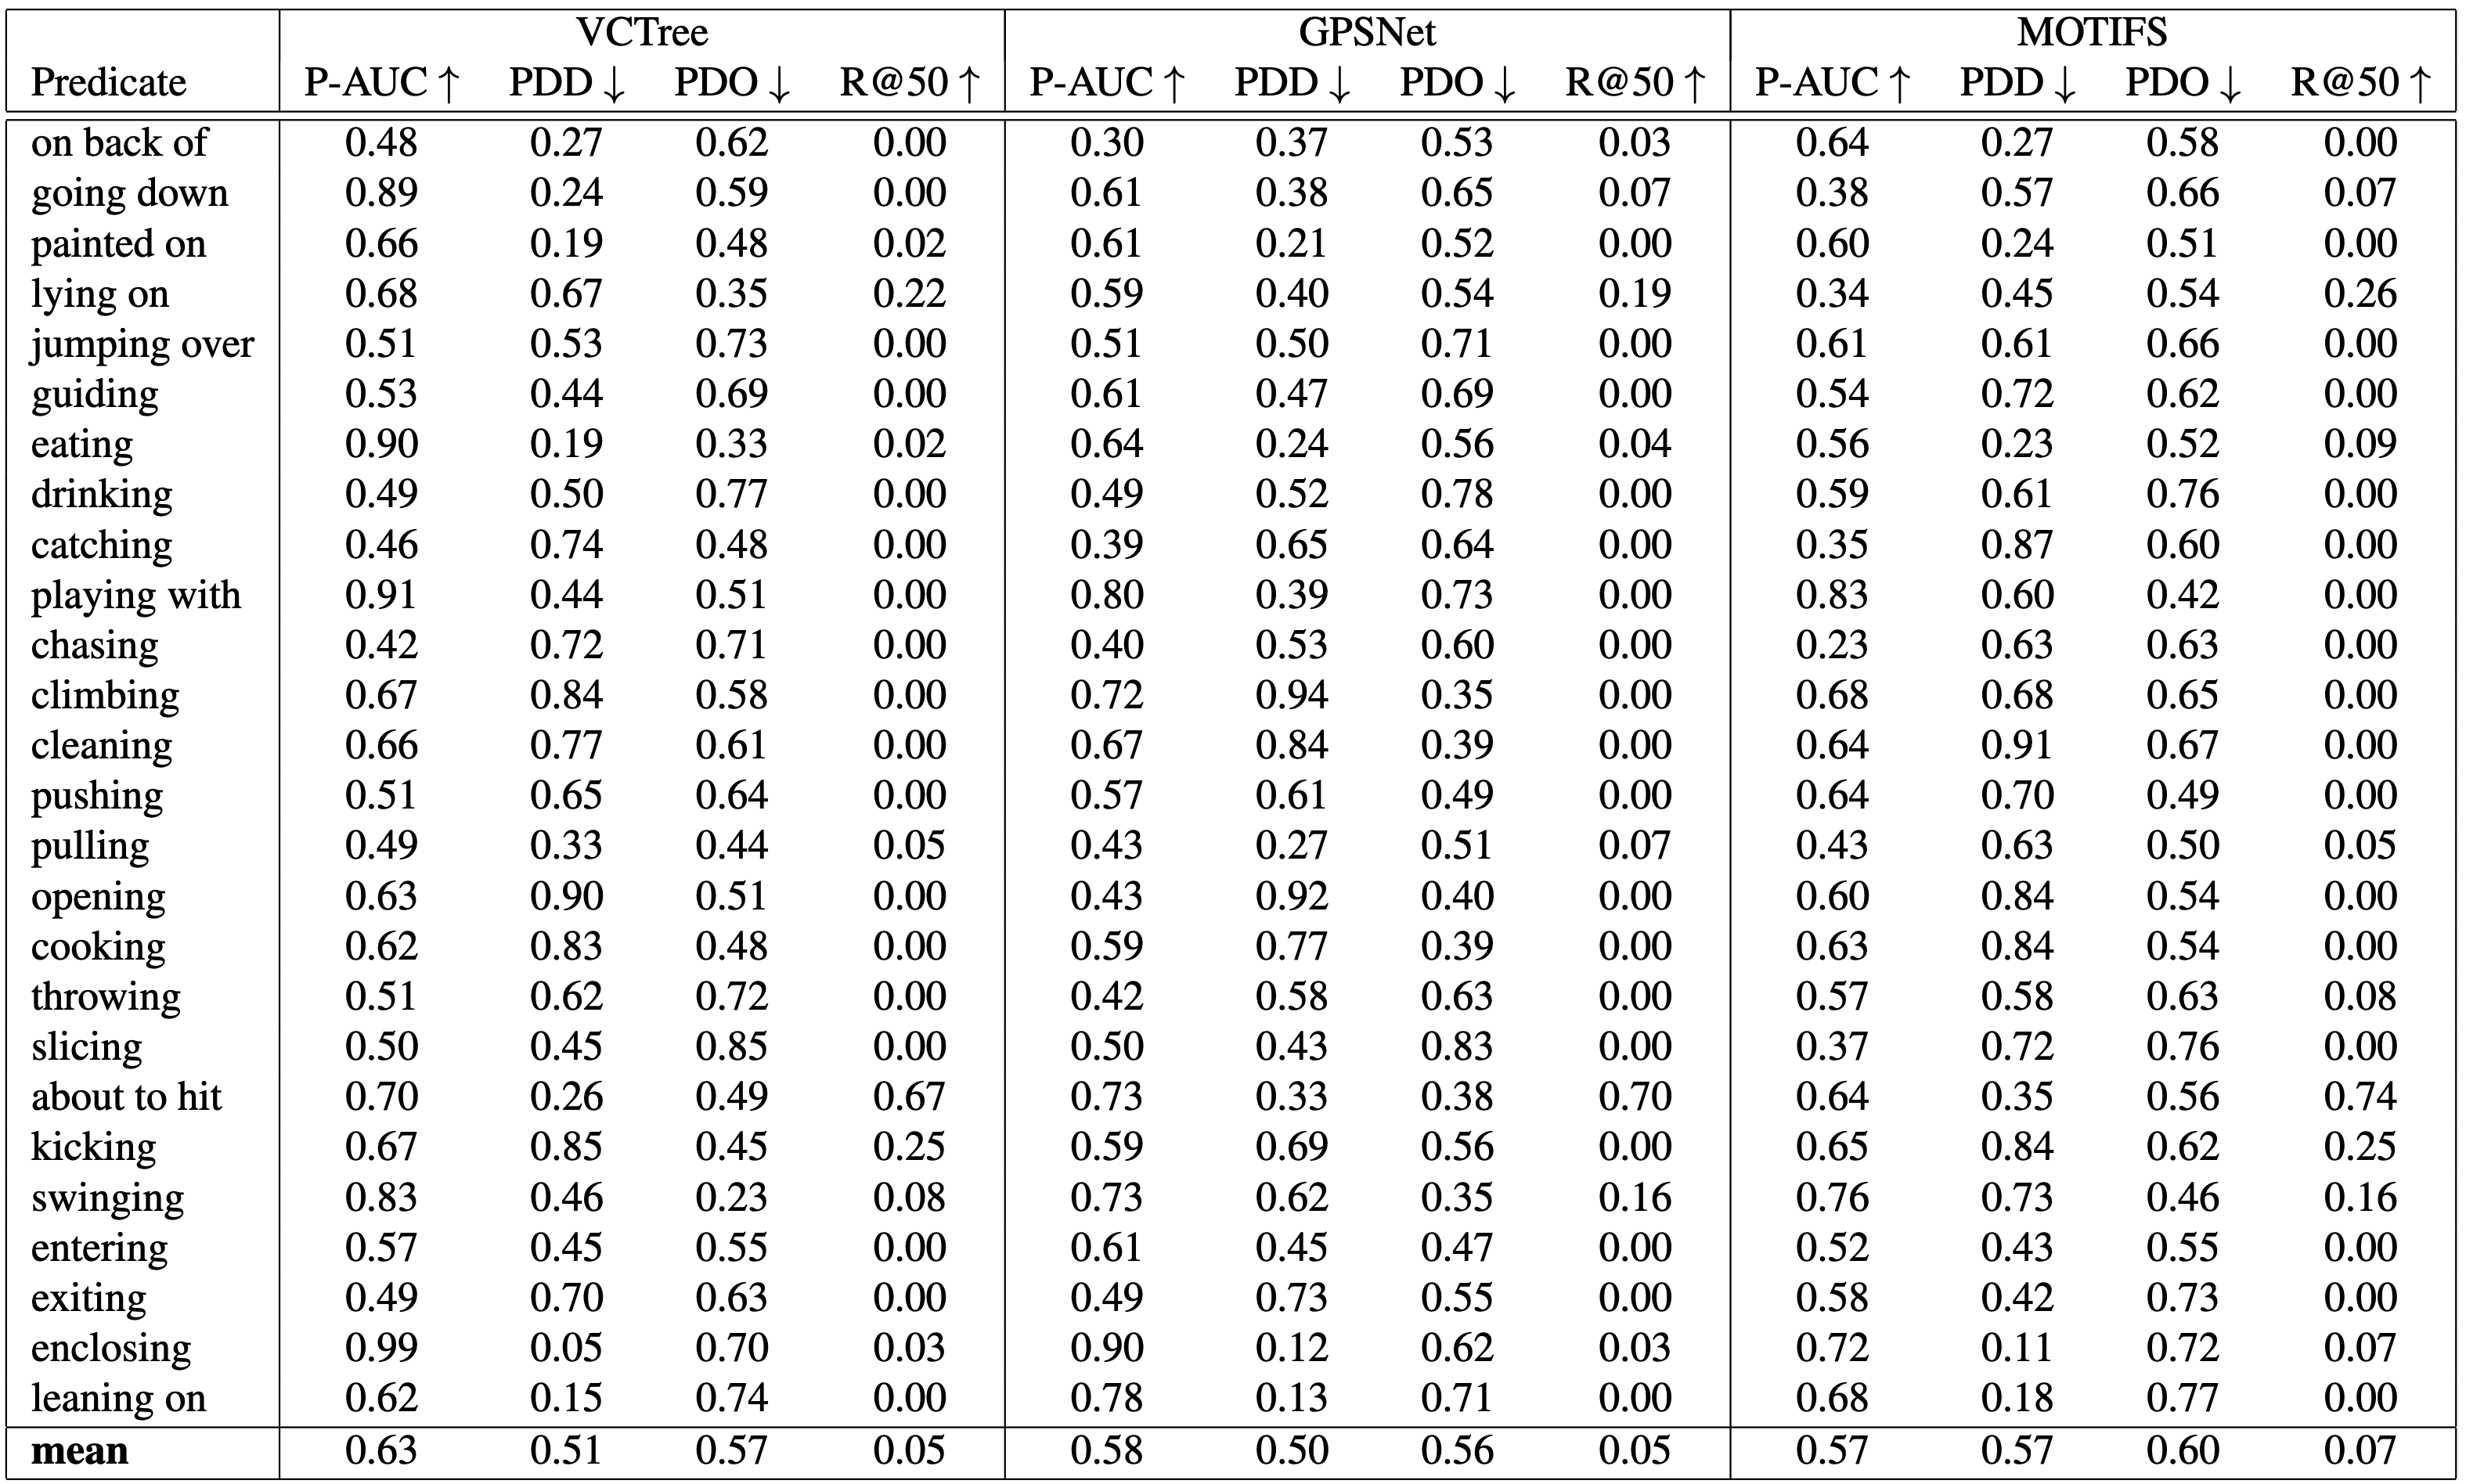 VCTree GPSNet MOTIFS
Predicate P-AUC ↑ PDD ↓ PDO ↓ R@50 ↑ P-AUC ↑ PDD ↓ PDO ↓ R@50 ↑ P-AUC ↑ PDD ↓ PDO ↓ R@50 ↑
on back of 0.48 0.27 0.62 0.00 0.30 0.37 0.53 0.03 0.64 0.27 0.58 0.00
going down 0.89 0.24 0.59 0.00 0.61 0.38 0.65 0.07 0.38 0.57 0.66 0.07
painted on 0.66 0.19 0.48 0.02 0.61 0.21 0.52 0.00 0.60 0.24 0.51 0.00
lying on 0.68 0.67 0.35 0.22 0.59 0.40 0.54 0.19 0.34 0.45 0.54 0.26
jumping over 0.51 0.53 0.73 0.00 0.51 0.50 0.71 0.00 0.61 0.61 0.66 0.00
guiding 0.53 0.44 0.69 0.00 0.61 0.47 0.69 0.00 0.54 0.72 0.62 0.00
eating 0.90 0.19 0.33 0.02 0.64 0.24 0.56 0.04 0.56 0.23 0.52 0.09
drinking 0.49 0.50 0.77 0.00 0.49 0.52 0.78 0.00 0.59 0.61 0.76 0.00
catching 0.46 0.74 0.48 0.00 0.39 0.65 0.64 0.00 0.35 0.87 0.60 0.00
playing with 0.91 0.44 0.51 0.00 0.80 0.39 0.73 0.00 0.83 0.60 0.42 0.00
chasing 0.42 0.72 0.71 0.00 0.40 0.53 0.60 0.00 0.23 0.63 0.63 0.00
climbing 0.67 0.84 0.58 0.00 0.72 0.94 0.35 0.00 0.68 0.68 0.65 0.00
cleaning 0.66 0.77 0.61 0.00 0.67 0.84 0.39 0.00 0.64 0.91 0.67 0.00
pushing 0.51 0.65 0.64 0.00 0.57 0.61 0.49 0.00 0.64 0.70 0.49 0.00
pulling 0.49 0.33 0.44 0.05 0.43 0.27 0.51 0.07 0.43 0.63 0.50 0.05
opening 0.63 0.90 0.51 0.00 0.43 0.92 0.40 0.00 0.60 0.84 0.54 0.00
cooking 0.62 0.83 0.48 0.00 0.59 0.77 0.39 0.00 0.63 0.84 0.54 0.00
throwing 0.51 0.62 0.72 0.00 0.42 0.58 0.63 0.00 0.57 0.58 0.63 0.08
slicing 0.50 0.45 0.85 0.00 0.50 0.43 0.83 0.00 0.37 0.72 0.76 0.00
about to hit 0.70 0.26 0.49 0.67 0.73 0.33 0.38 0.70 0.64 0.35 0.56 0.74
kicking 0.67 0.85 0.45 0.25 0.59 0.69 0.56 0.00 0.65 0.84 0.62 0.25
swinging 0.83 0.46 0.23 0.08 0.73 0.62 0.35 0.16 0.76 0.73 0.46 0.16
entering 0.57 0.45 0.55 0.00 0.61 0.45 0.47 0.00 0.52 0.43 0.55 0.00
exiting 0.49 0.70 0.63 0.00 0.49 0.73 0.55 0.00 0.58 0.42 0.73 0.00
enclosing 0.99 0.05 0.70 0.03 0.90 0.12 0.62 0.03 0.72 0.11 0.72 0.07
leaning on 0.62 0.15 0.74 0.00 0.78 0.13 0.71 0.00 0.68 0.18 0.77 0.00
mean 0.63 0.51 0.57 0.05 0.58 0.50 0.56 0.05 0.57 0.57 0.60 0.07